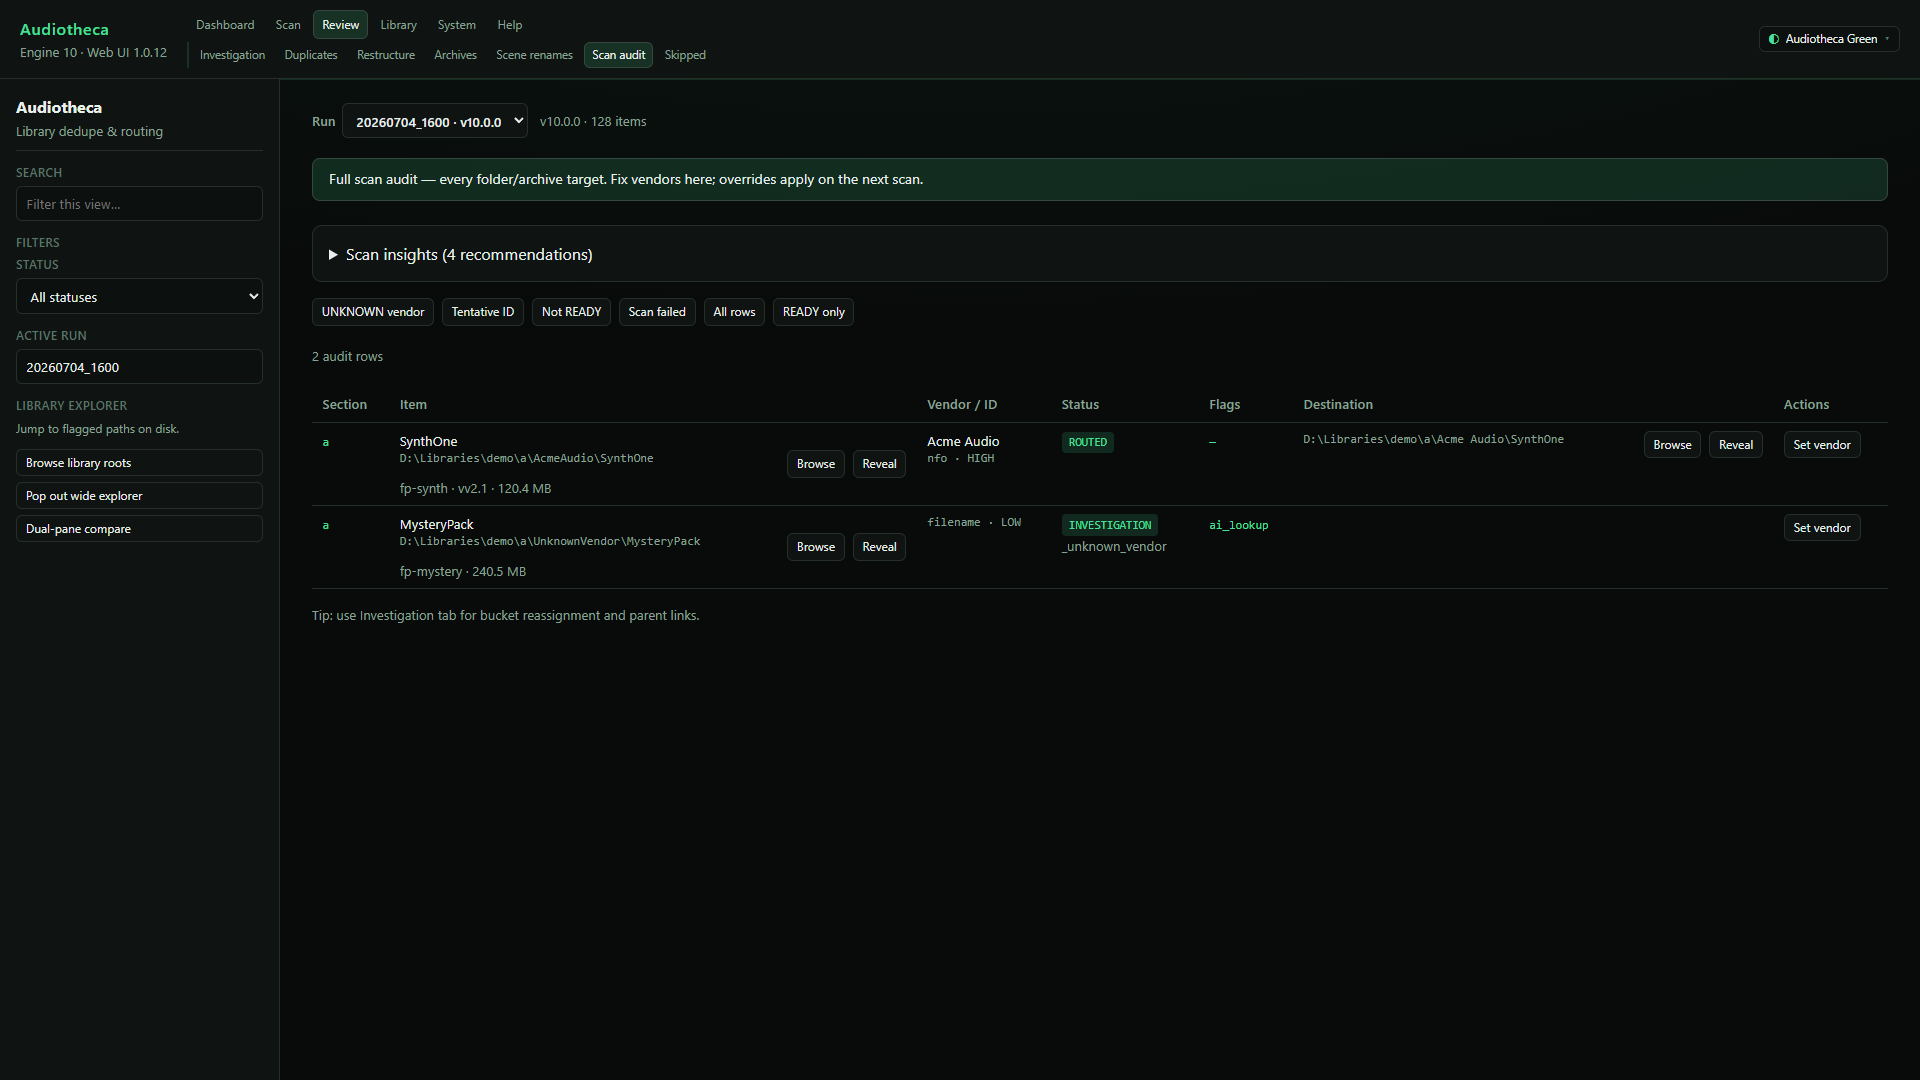 Audiotheca
Engine 10 · Web UI 1.0.12
Dashboard Scan Review Library System Help
Investigation Duplicates Restructure Archives Scene renames Scan audit Skipped
Audiotheca Green
Audiotheca
Library dedupe & routing
SEARCH
Filter this view...
FILTERS
STATUS
All statuses
ACTIVE RUN
20260704_1600
LIBRARY EXPLORER
Jump to flagged paths on disk.
Browse library roots
Pop out wide explorer
Dual-pane compare
Run 20260704_1600 · v10.0.0 v10.0.0 · 128 items
Full scan audit — every folder/archive target. Fix vendors here; overrides apply on the next scan.
Scan insights (4 recommendations)
UNKNOWN vendor Tentative ID Not READY Scan failed All rows READY only
2 audit rows
Section Item Vendor / ID Status Flags Destination Actions
a SynthOne Acme Audio ROUTED — D:\Libraries\demo\a\Acme Audio\SynthOne Browse Reveal Set vendor
D:\Libraries\demo\a\AcmeAudio\SynthOne Browse Reveal nfo · HIGH
fp-synth · vv2.1 · 120.4 MB
a MysteryPack filename · LOW INVESTIGATION ai_lookup Set vendor
D:\Libraries\demo\a\UnknownVendor\MysteryPack Browse Reveal _unknown_vendor
fp-mystery · 240.5 MB
Tip: use Investigation tab for bucket reassignment and parent links.